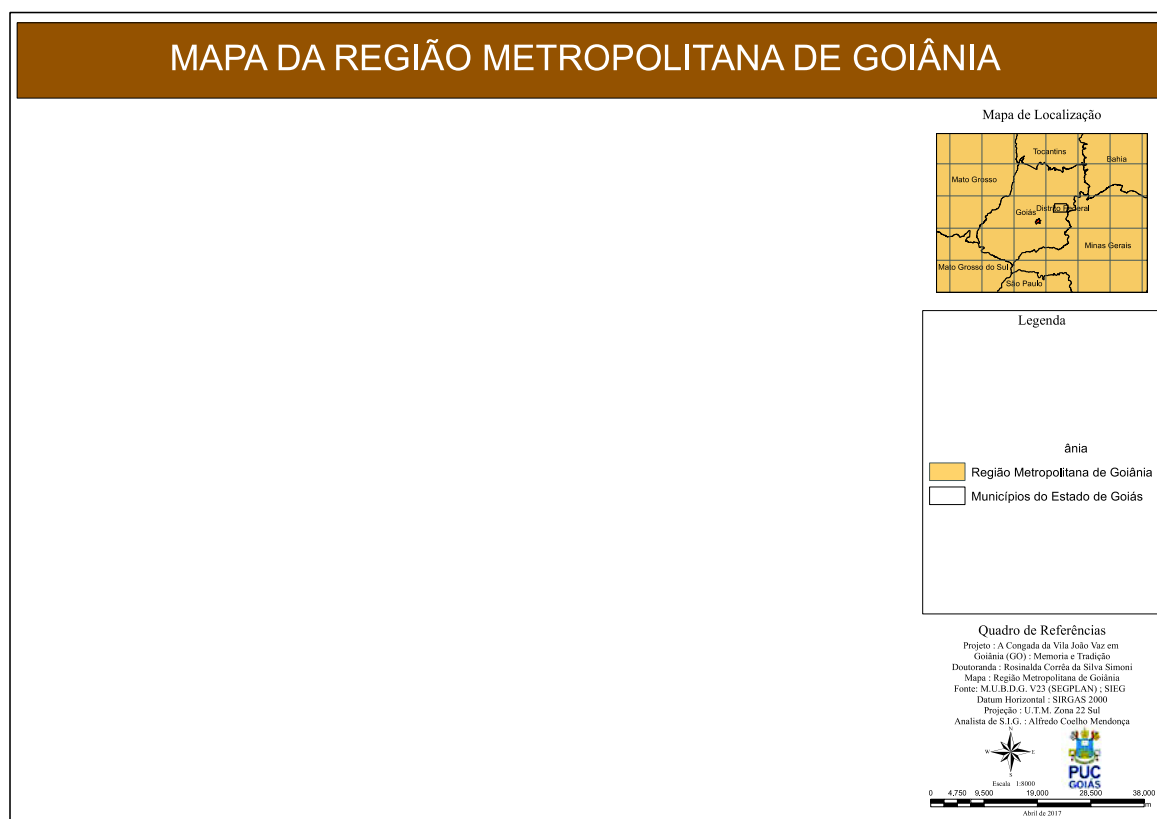 MAPA DA REGIÃO METROPOLITANA DE GOIÂNIA
Mapa de Localização
Tocantins
Bahia
Mato Grosso
Goiás
Distrito Federal
Minas Gerais
Mato Grosso do Sul
São Paulo
Legenda
ânia
Região Metropolitana de Goiânia
Municípios do Estado de Goiás
Quadro de Referências
Projeto : A Congada da Vila João Vaz em
Goiânia (GO) : Memoria e Tradição
Doutoranda : Rosinalda Corrêa da Silva Simoni
Mapa : Região Metropolitana de Goiânia
Fonte: M.U.B.D.G. V23 (SEGPLAN) ; SIEG
Datum Horizontal : SIRGAS 2000
Projeção : U.T.M. Zona 22 Sul
Analista de S.I.G. : Alfredo Coelho Mendonça
N
W E
S
PUC
GOIÁS
Escala 1:8000
0 4,750 9,500 19,000 28,500 38,000
m
Abril de 2017